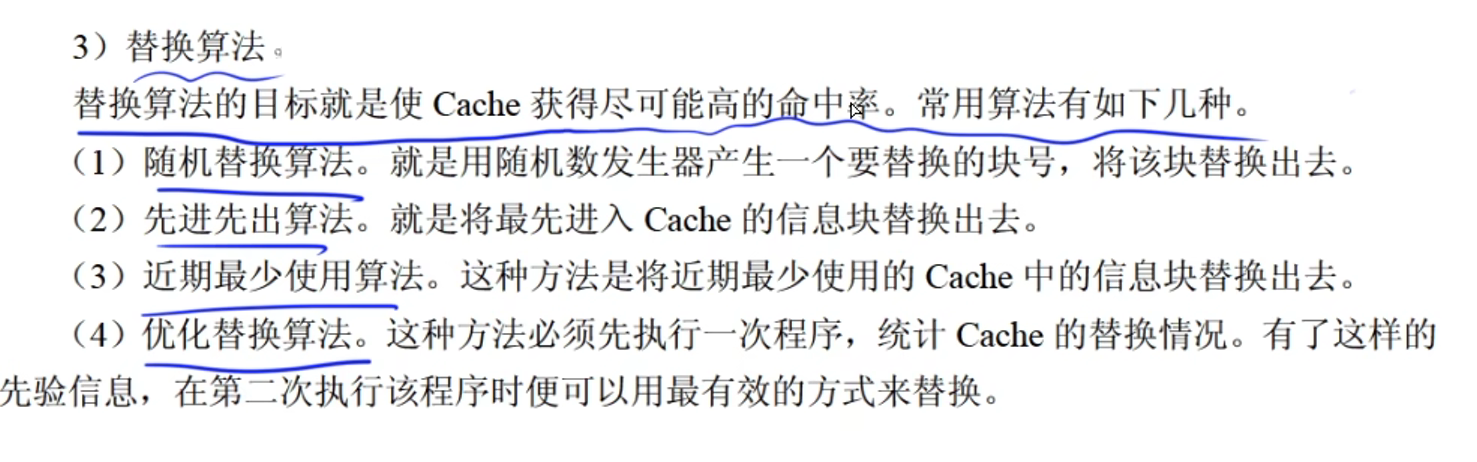 3）替换算法。
替换算法的目标就是使 Cache 获得尽可能高的命中率。常用算法有如下几种。
（1）随机替换算法。就是用随机数发生器产生一个要替换的块号，将该块替换出去。
（2）先进先出算法。就是将最先进入 Cache 的信息块替换出去。
（3）近期最少使用算法。这种方法是将近期最少使用的 Cache 中的信息块替换出去。
（4）优化替换算法。这种方法必须先执行一次程序，统计 Cache 的替换情况。有了这样的
先验信息，在第二次执行该程序时便可以用最有效的方式来替换。